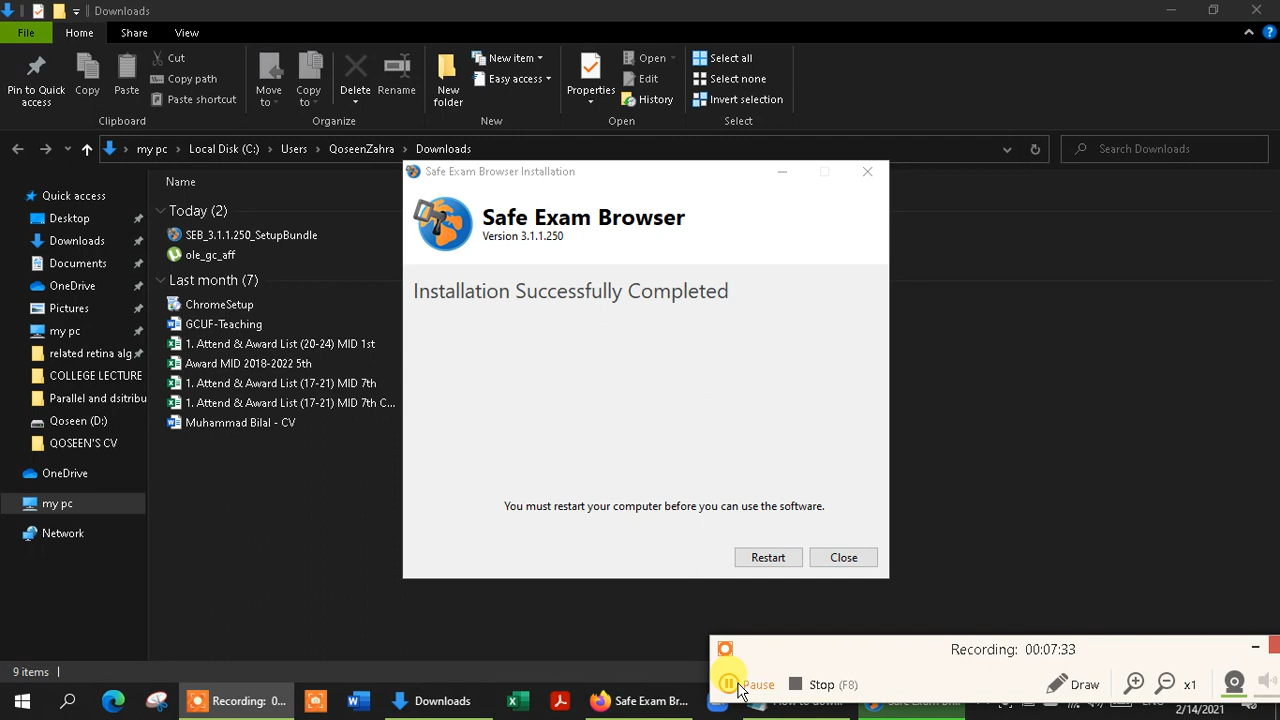 Downloads
File
Home
Share
View
Pin to Quick access
Copy
Paste
Cut
Copy path
Paste shortcut
Clipboard
Move to
Copy to
Delete
Rename
Organize
New folder
New item
Easy access
New
Properties
Open
Edit
History
Open
Select all
Select none
Invert selection
Select
my pc > Local Disk (C:) > Users > QoseenZahra > Downloads
Search Downloads
Quick access
Desktop
Downloads
Documents
OneDrive
Pictures
my pc
related retina alg
COLLEGE LECTURE
Parallel and dsitribu
Qoseen (D:)
QOSEEN'S CV
OneDrive
my pc
Network
Name
Today (2)
SEB_3.1.1.250_SetupBundle
ole_gc_aff
Last month (7)
ChromeSetup
GCUF-Teaching
1. Attend & Award List (20-24) MID 1st
Award MID 2018-2022 5th
1. Attend & Award List (17-21) MID 7th
1. Attend & Award List (17-21) MID 7th C...
Muhammad Bilal - CV
Safe Exam Browser Installation
Safe Exam Browser
Version 3.1.1.250
Installation Successfully Completed
You must restart your computer before you can use the software.
Restart
Close
9 items
Recording: 00:07:33
Pause
Stop (F8)
Draw
x1
Recording: 0...
Downloads
Safe Exam Br...
2/14/2021